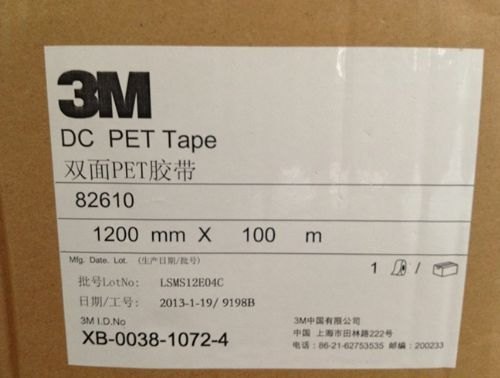 3M
DC PET Tape
双面PET胶带
82610
1200 mm X 100 m
Mfg. Date. Lot. (生产日期/批号)
1 /
批号LotNo: LSMS12E04C
日期/工号: 2013-1-19/ 9198B
3M I.D.No
XB-0038-1072-4
3M中国有限公司
中国 上海市田林路222号
电话：86-21-62753535 邮编：200233